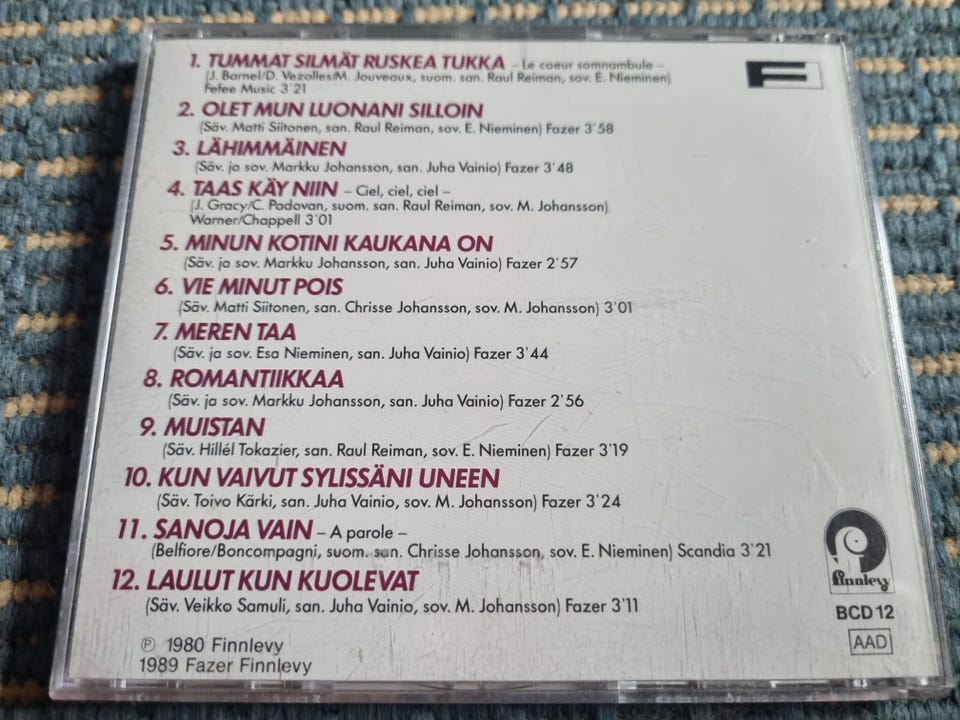 1. TUMMAT SILMÄT RUSKEA TUKKA – Le coeur somnambule –
(J. Barnel/D. Vezolles/M. Jouveaux, suom. san. Raul Reiman, sov. E. Nieminen)
Fefee Music 3'21
2. OLET MUN LUONANI SILLOIN
(Säv. Matti Siitonen, san. Raul Reiman, sov. E. Nieminen) Fazer 3'58
3. LÄHIMMÄINEN
(Säv. ja sov. Markku Johansson, san. Juha Vainio) Fazer 3'48
4. TAAS KÄY NIIN – Ciel, ciel, ciel –
(J. Gracy/C. Padovan, suom. san. Raul Reiman, sov. M. Johansson)
Warner/Chappell 3'01
5. MINUN KOTINI KAUKANA ON
(Säv. ja sov. Markku Johansson, san. Juha Vainio) Fazer 2'57
6. VIE MINUT POIS
(Säv. Matti Siitonen, san. Chrisse Johansson, sov. M. Johansson) 3'01
7. MEREN TAA
(Säv. ja sov. Esa Nieminen, san. Juha Vainio) Fazer 3'44
8. ROMANTIIKKAA
(Säv. ja sov. Markku Johansson, san. Juha Vainio) Fazer 2'56
9. MUISTAN
(Säv. Hillél Tokazier, san. Raul Reiman, sov. E. Nieminen) Fazer 3'19
10. KUN VAIVUT SYLISSÄNI UNEEN
(Säv. Toivo Kärki, san. Juha Vainio, sov. M. Johansson) Fazer 3'24
11. SANOJA VAIN – A parole –
(Belfiore/Boncompagni, suom. san. Chrisse Johansson, sov. E. Nieminen) Scandia 3'21
12. LAULUT KUN KUOLEVAT
(Säv. Veikko Samuli, san. Juha Vainio, sov. M. Johansson) Fazer 3'11
finnlevy
BCD 12
AAD
℗ 1980 Finnlevy
1989 Fazer Finnlevy